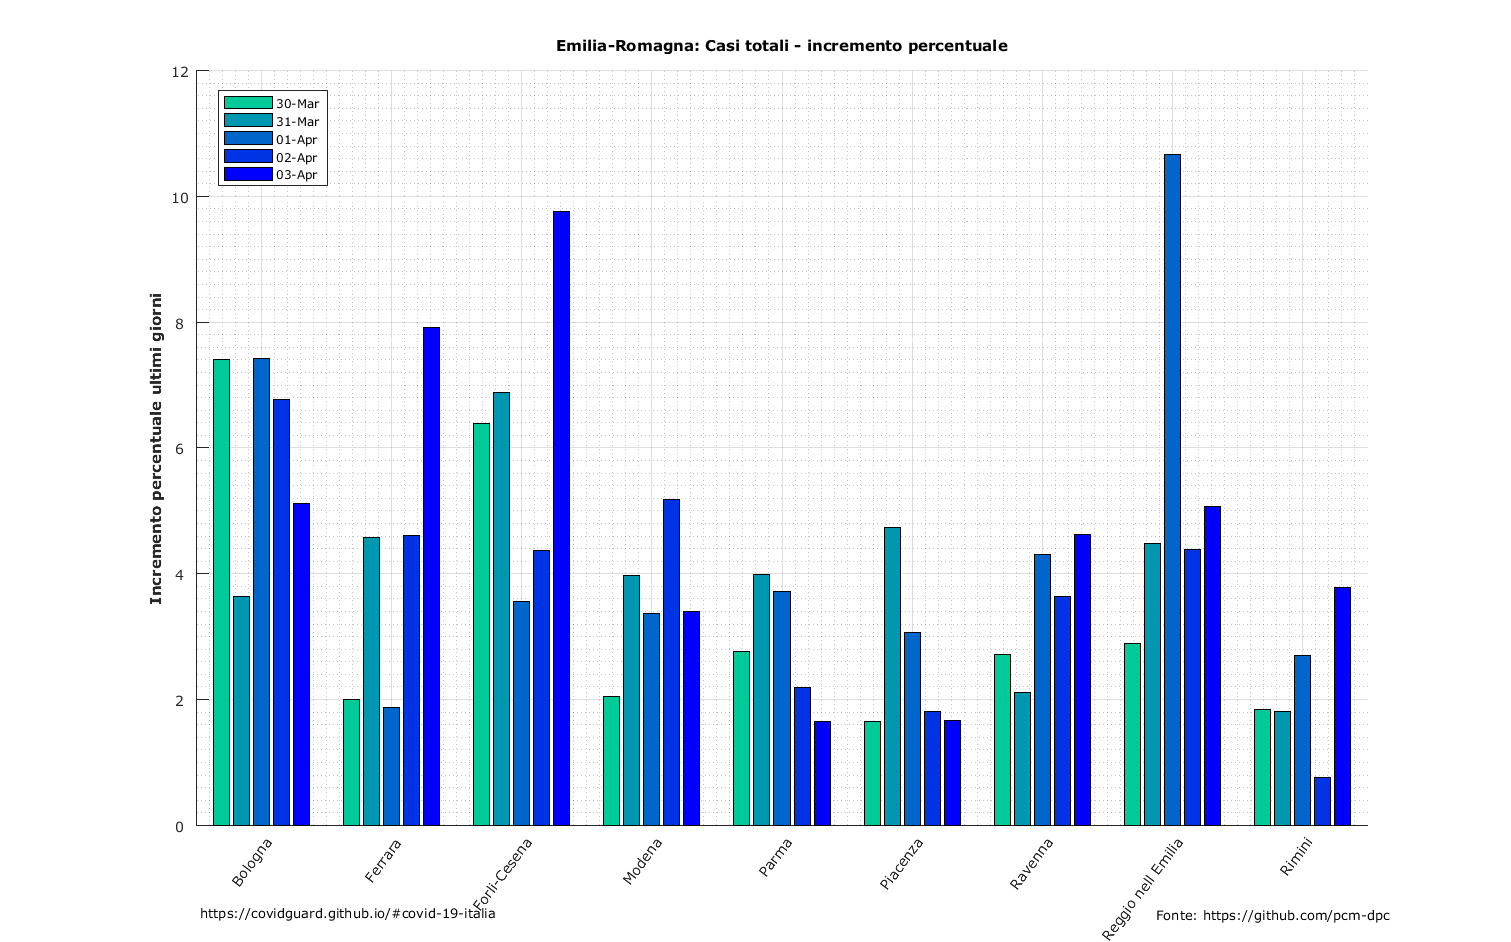 Emilia-Romagna: Casi totali - incremento percentuale
12
10
8
6
4
2
0
Incremento percentuale ultimi giorni
30-Mar
31-Mar
01-Apr
02-Apr
03-Apr
Bologna
Ferrara
Forlì-Cesena
Modena
Parma
Piacenza
Ravenna
Reggio nell Emilia
Rimini
https://covidguard.github.io/#covid-19-italia
Fonte: https://github.com/pcm-dpc